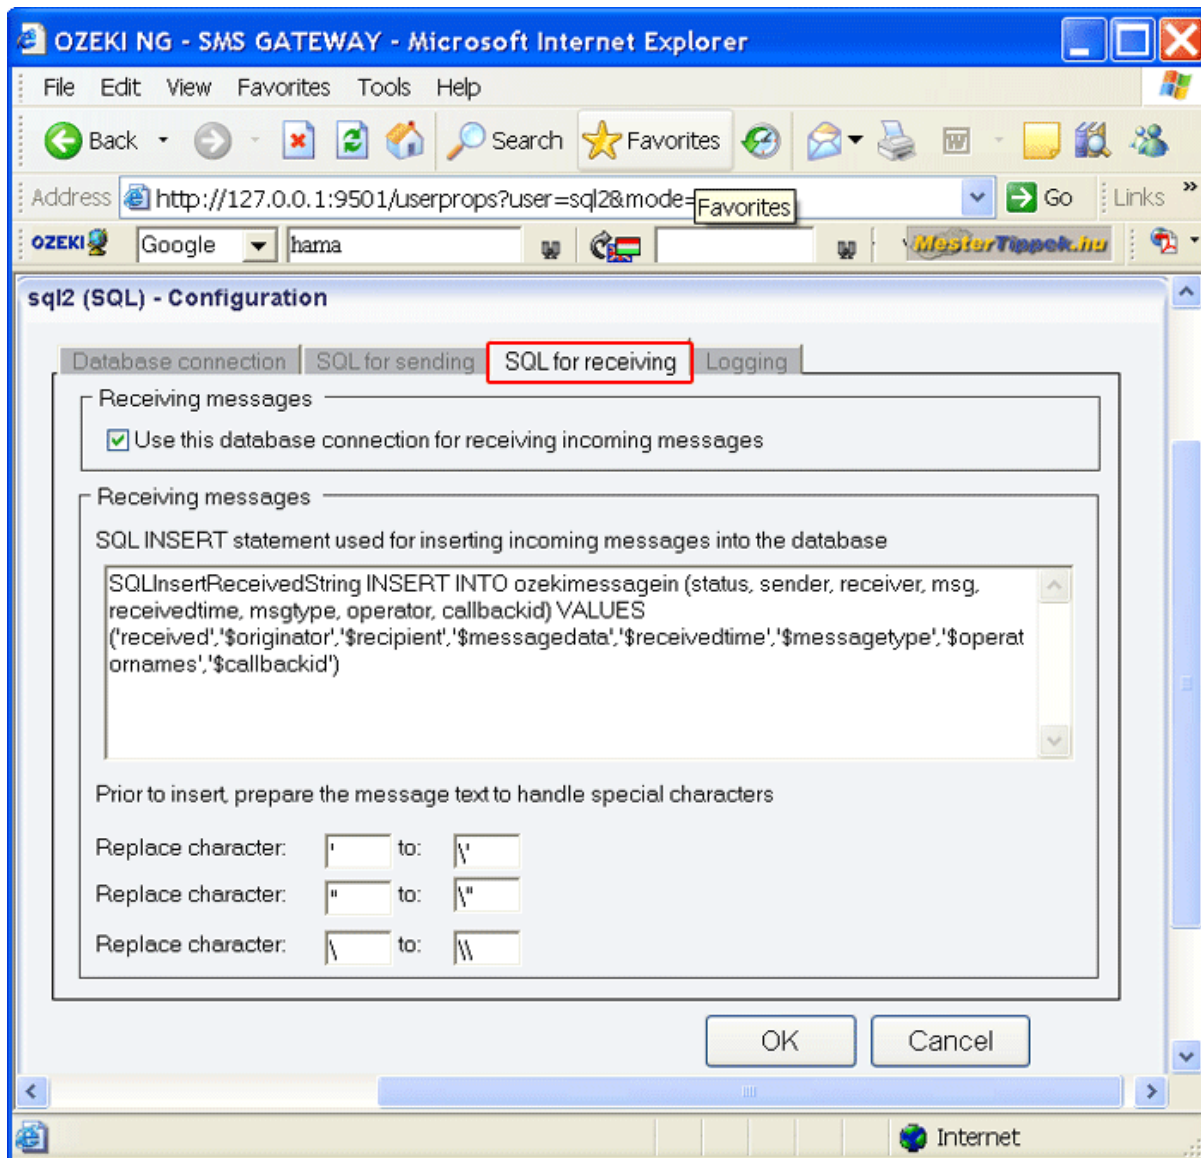 OZEKI NG - SMS GATEWAY - Microsoft Internet Explorer
File Edit View Favorites Tools Help
Back Search Favorites
Address http://127.0.0.1:9501/userprops?user=sql2&mode= Go Links »
Favorites
OZEKI Google hama MesterTippek.hu
sql2 (SQL) - Configuration
Database connection SQL for sending SQL for receiving Logging
Receiving messages
Use this database connection for receiving incoming messages
Receiving messages
SQL INSERT statement used for inserting incoming messages into the database
SQLInsertReceivedString INSERT INTO ozekimessagein (status, sender, receiver, msg,
receivedtime, msgtype, operator, callbackid) VALUES
('received','$originator','$recipient','$messagedata','$receivedtime','$messagetype','$operat
ornames','$callbackid')
Prior to insert, prepare the message text to handle special characters
Replace character: ' to: \'
Replace character: " to: \"
Replace character: \ to: \\
OK Cancel
Internet